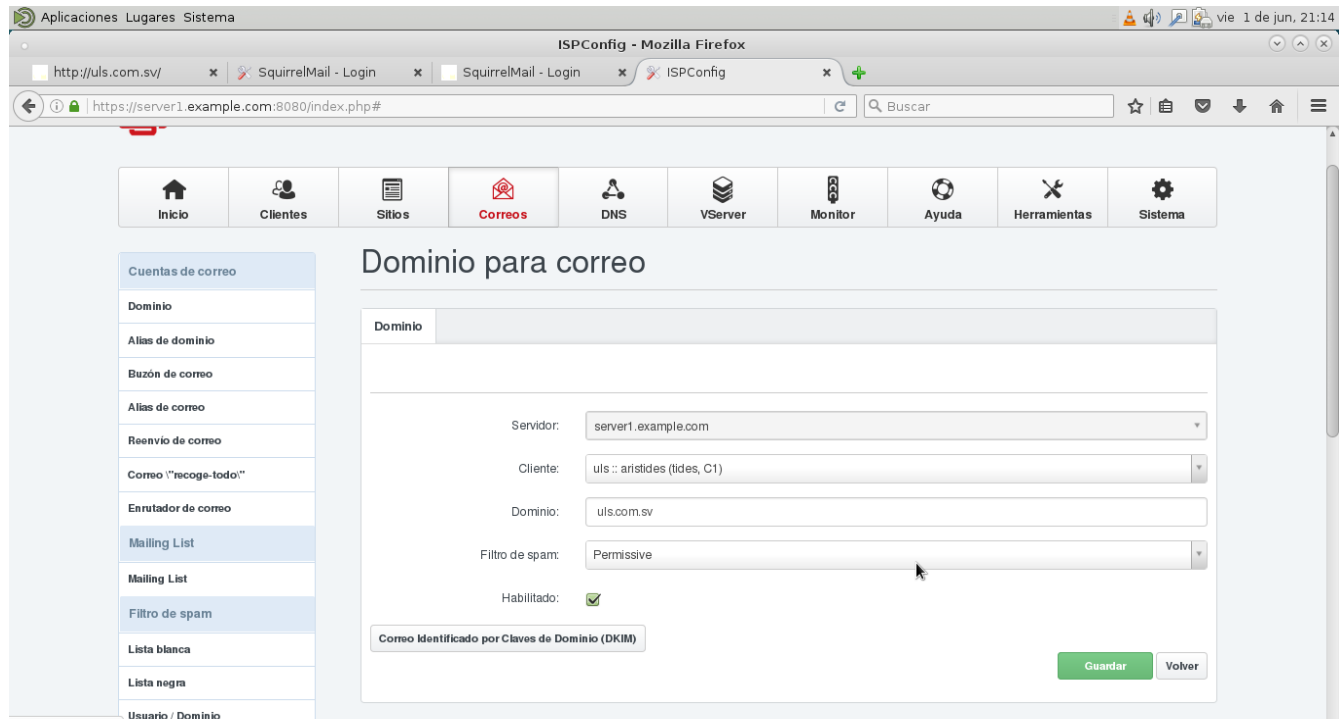 Aplicaciones Lugares Sistema
vie 1 de jun, 21:14
ISPConfig - Mozilla Firefox
http://uls.com.sv/
SquirrelMail - Login
SquirrelMail - Login
ISPConfig
https://server1.example.com:8080/index.php#
Buscar
Inicio
Clientes
Sitios
Correos
DNS
VServer
Monitor
Ayuda
Herramientas
Sistema
Cuentas de correo
Dominio
Alias de dominio
Buzón de correo
Alias de correo
Reenvío de correo
Correo \"recoge-todo\"
Enrutador de correo
Mailing List
Mailing List
Filtro de spam
Lista blanca
Lista negra
Usuario / Dominio
Dominio para correo
Dominio
Servidor:
server1.example.com
Cliente:
uls :: aristides (tides, C1)
Dominio:
uls.com.sv
Filtro de spam:
Permissive
Habilitado:
Correo Identificado por Claves de Dominio (DKIM)
Guardar
Volver